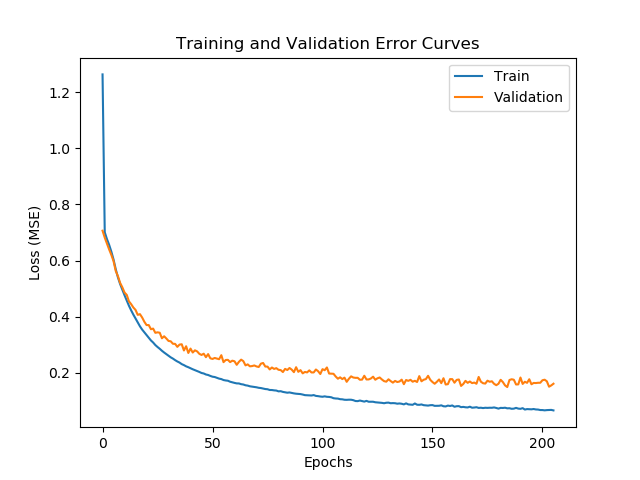 Training and Validation Error Curves
Train
Validation
Loss (MSE)
1.2
1.0
0.8
0.6
0.4
0.2
0 50 100 150 200
Epochs